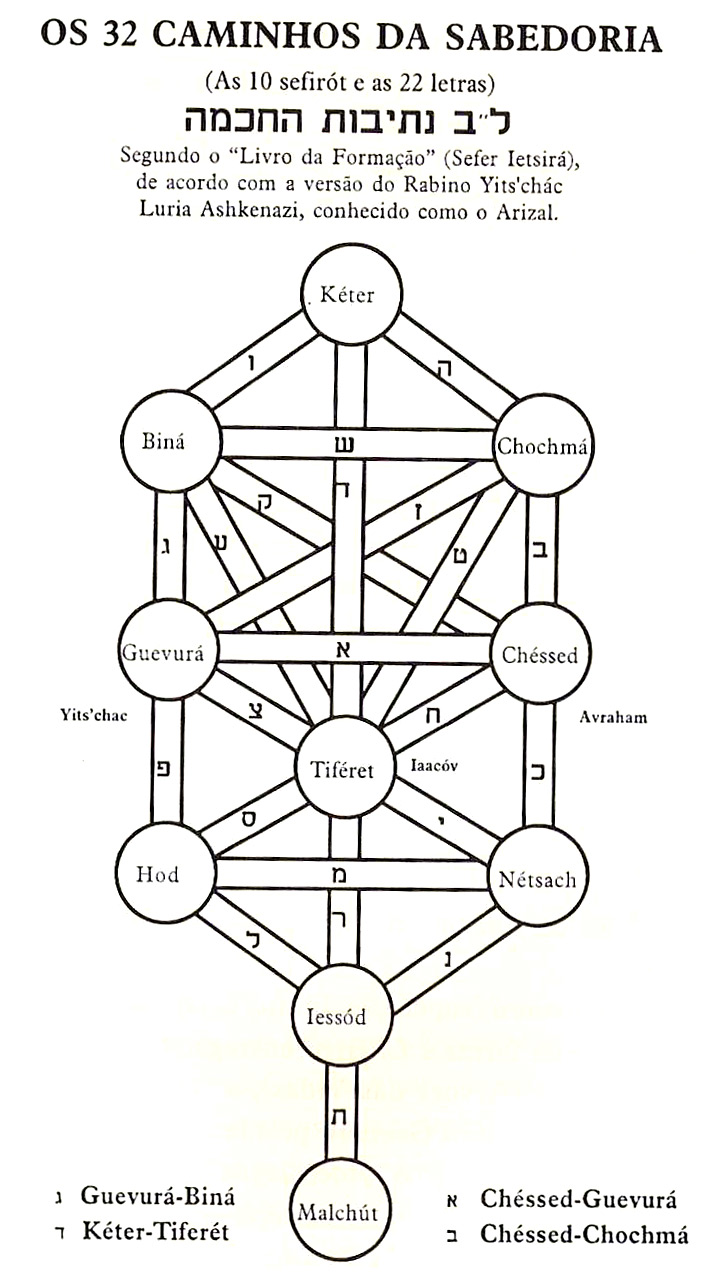 OS 32 CAMINHOS DA SABEDORIA
(As 10 sefirót e as 22 letras)
ל״ב נתיבות החכמה
Segundo o “Livro da Formação” (Sefer Ietsirá),
de acordo com a versão do Rabino Yits'chác
Luria Ashkenazi, conhecido como o Arizal.
Kéter
ו
ה
Biná
ש
Chochmá
ד
ק
ז
ע
ט
ג
ב
Guevurá
א
Chéssed
צ
ח
Yits'chac
Avraham
Tiféret
Iaacóv
פ
כ
ס
י
Hod
מ
Nétsach
ר
ל
נ
Iessód
ת
Malchút
ג Guevurá-Biná
ד Kéter-Tiferét
א Chéssed-Guevurá
ב Chéssed-Chochmá